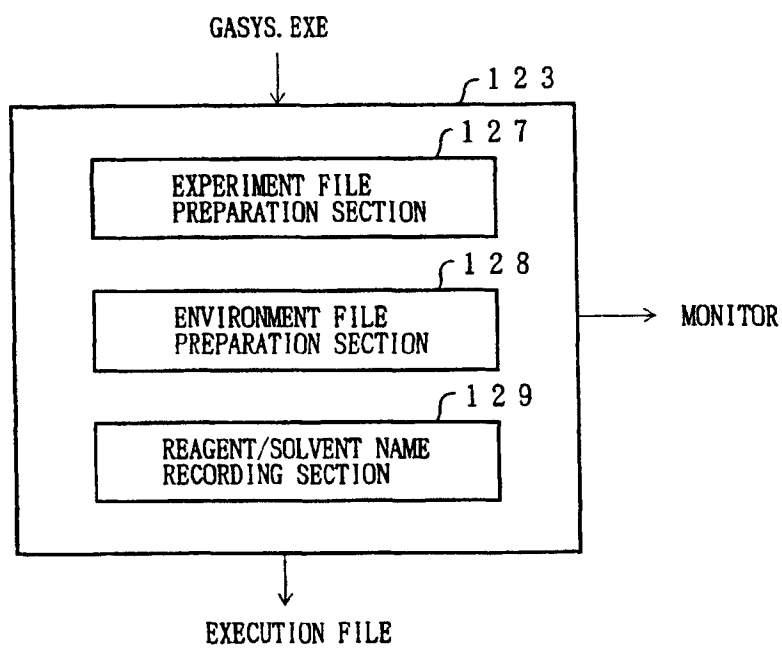 GASYS.EXE
123
127
EXPERIMENT FILE
PREPARATION SECTION
128
ENVIRONMENT FILE
PREPARATION SECTION
MONITOR
129
REAGENT/SOLVENT NAME
RECORDING SECTION
EXECUTION FILE